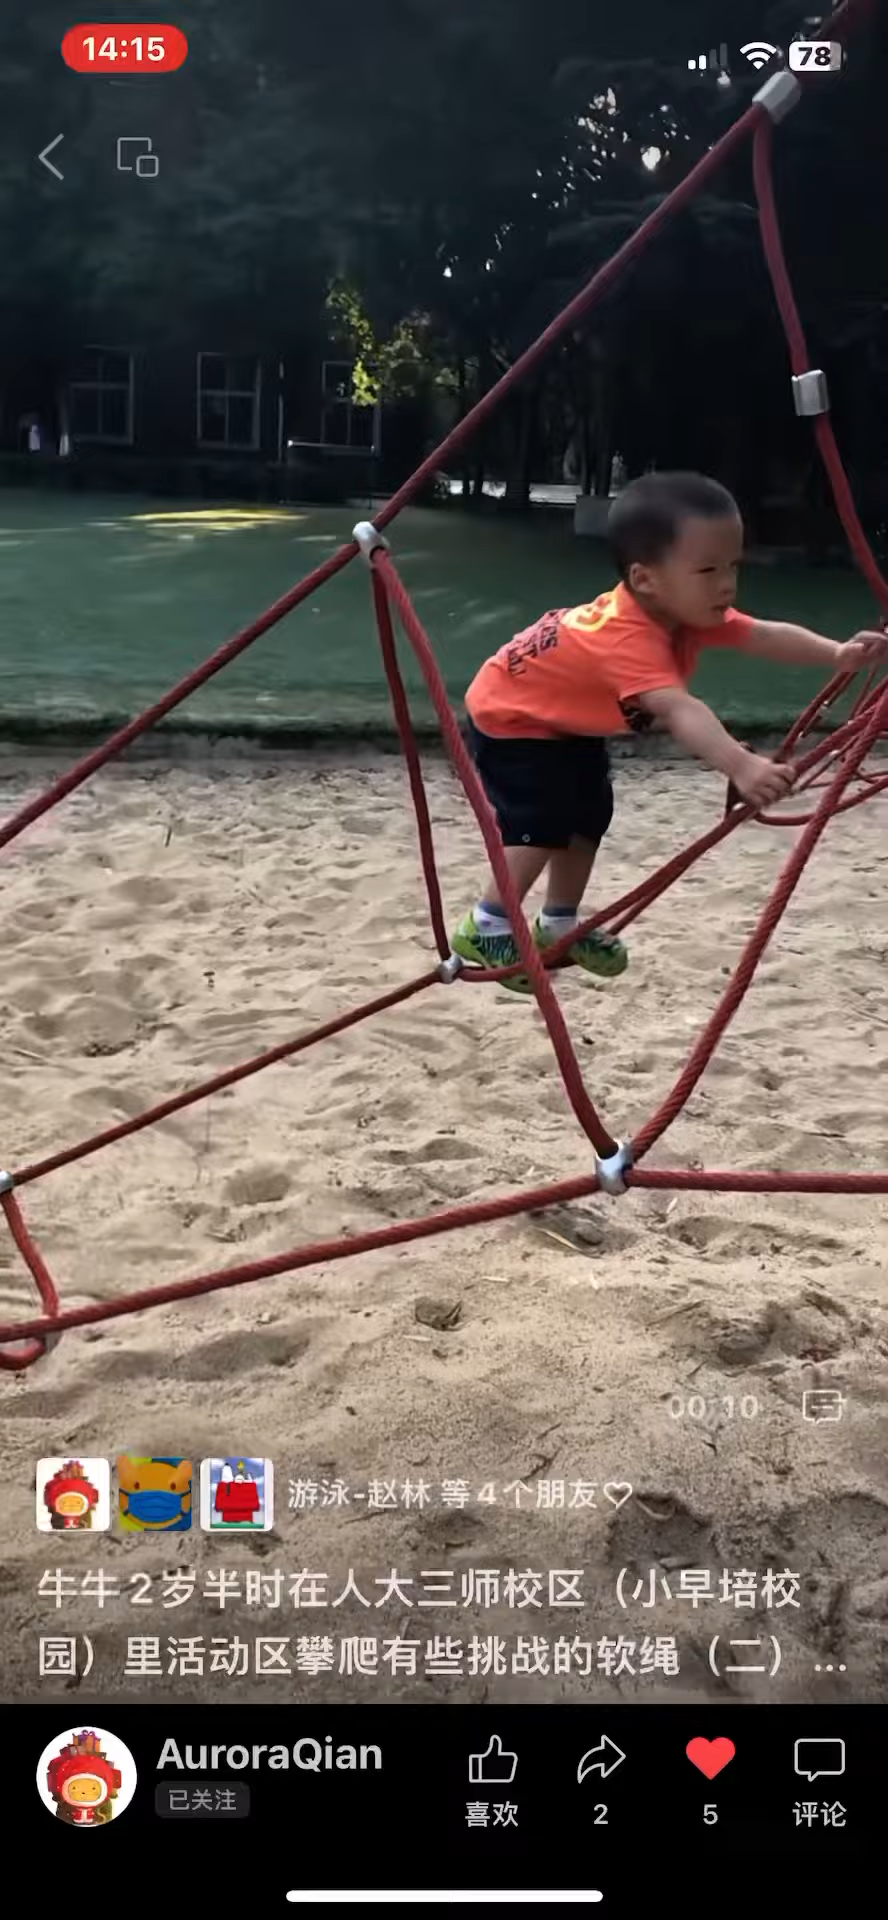 14:15
78
00:10
游泳-赵林 等4个朋友♡
牛牛2岁半时在人大三师校区（小早培校
园）里活动区攀爬有些挑战的软绳（二）...
AuroraQian
已关注
喜欢
2
5
评论